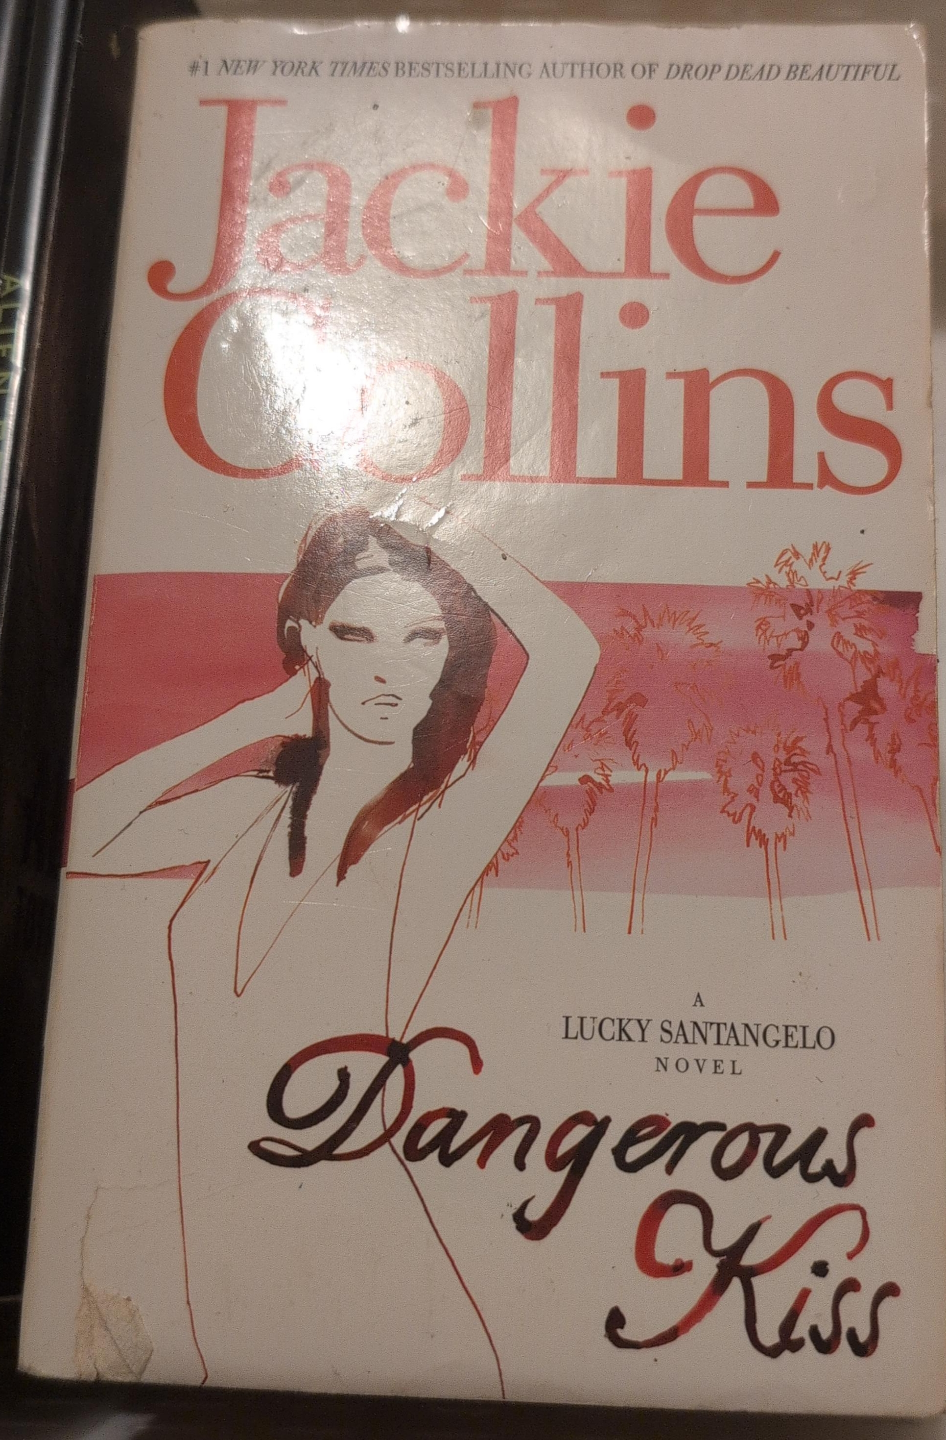 #1 NEW YORK TIMES BESTSELLING AUTHOR OF DROP DEAD BEAUTIFUL
Jackie
Collins
A
LUCKY SANTANGELO
NOVEL
Dangerous
Kiss